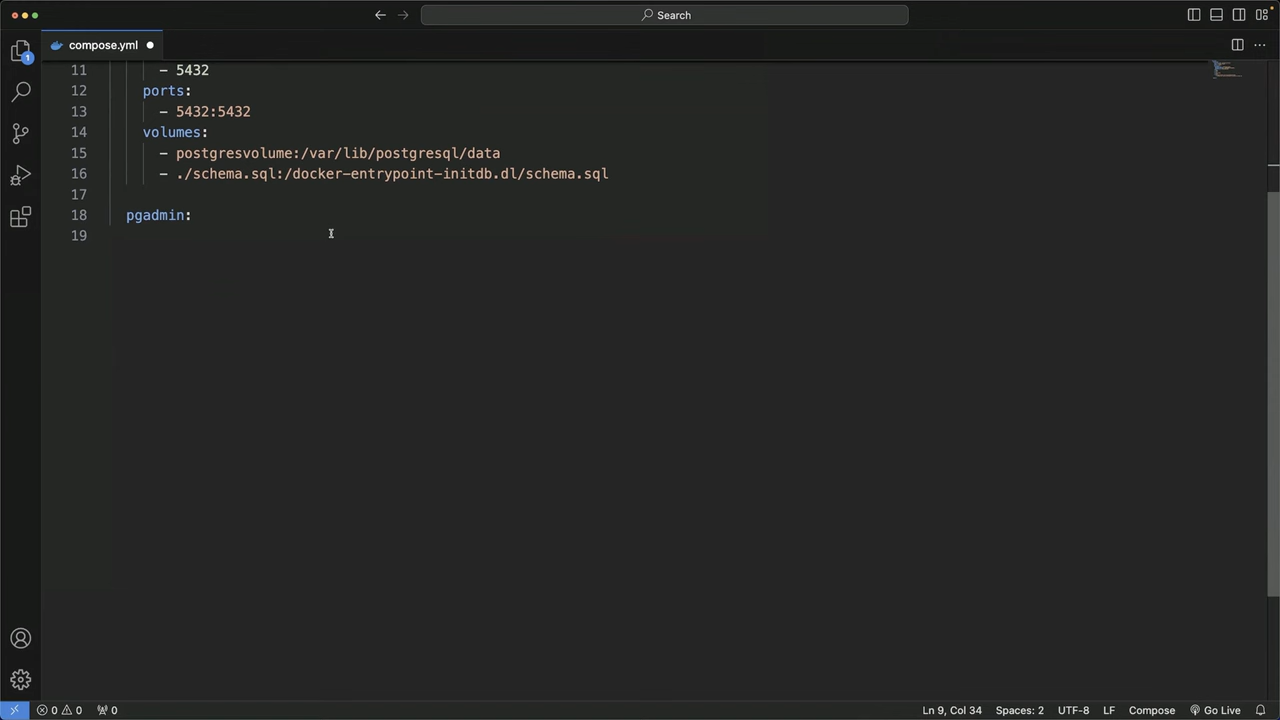 Search
compose.yml
11 - 5432
12 ports:
13 - 5432:5432
14 volumes:
15 - postgresvolume:/var/lib/postgresql/data
16 - ./schema.sql:/docker-entrypoint-initdb.dl/schema.sql
17
18 pgadmin:
19
1
0 0 0
Ln 9, Col 34 Spaces: 2 UTF-8 LF Compose Go Live